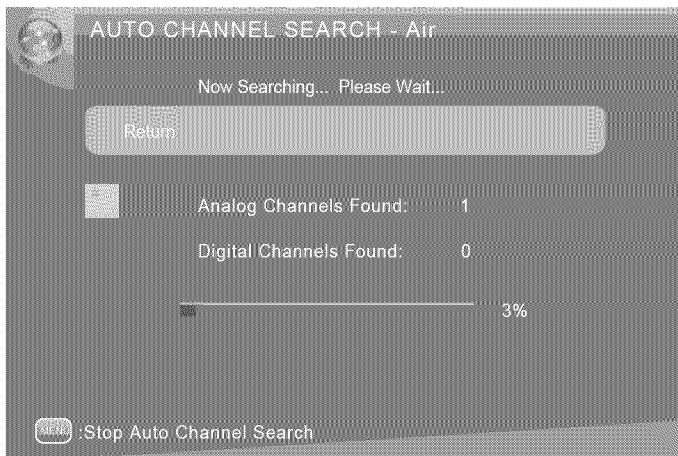 AUTO CHANNEL SEARCH - Air
Now Searching... Please Wait...
Return
Analog Channels Found: 1
Digital Channels Found: 0
3%
MENU :Stop Auto Channel Search